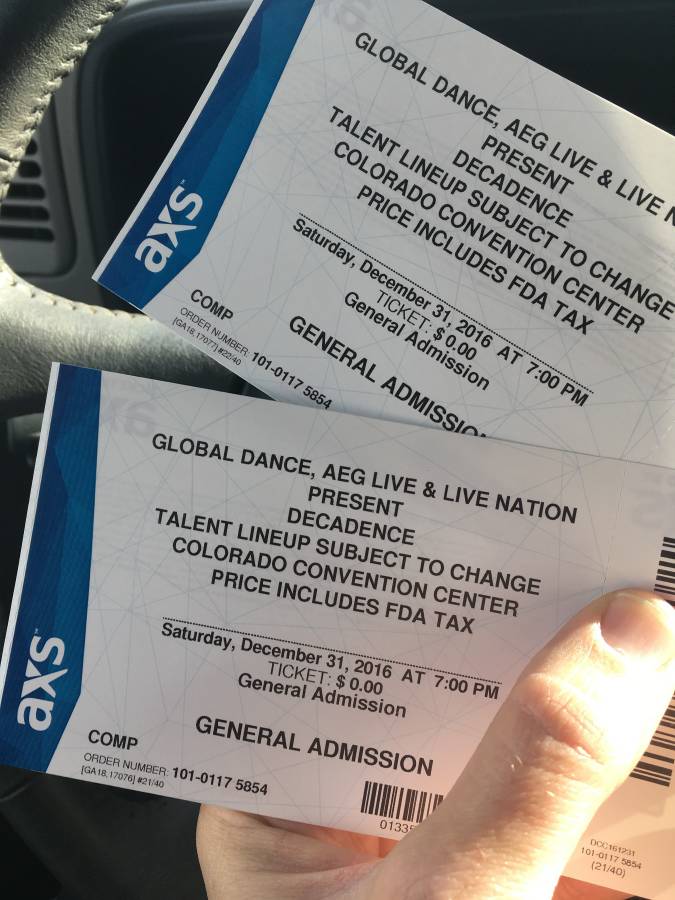 axs
GLOBAL DANCE, AEG LIVE & LIVE
PRESENT
DECADENCE
TALENT LINEUP SUBJECT TO CHANGE
COLORADO CONVENTION CENTER
PRICE INCLUDES FDA TAX
Saturday, December 31, 2016 AT 7:00 PM
TICKET: $ 0.00
General Admission
GENERAL ADMISSION
COMP
ORDER NUMBER: 101-0117 5854
[GA18,17077] #22/40
axs
GLOBAL DANCE, AEG LIVE & LIVE NATION
PRESENT
DECADENCE
TALENT LINEUP SUBJECT TO CHANGE
COLORADO CONVENTION CENTER
PRICE INCLUDES FDA TAX
Saturday, December 31, 2016 AT 7:00 PM
TICKET: $ 0.00
General Admission
GENERAL ADMISSION
COMP
ORDER NUMBER: 101-0117 5854
[GA18,17076] #21/40
DCC161231
101-0117 5854
(21/40)